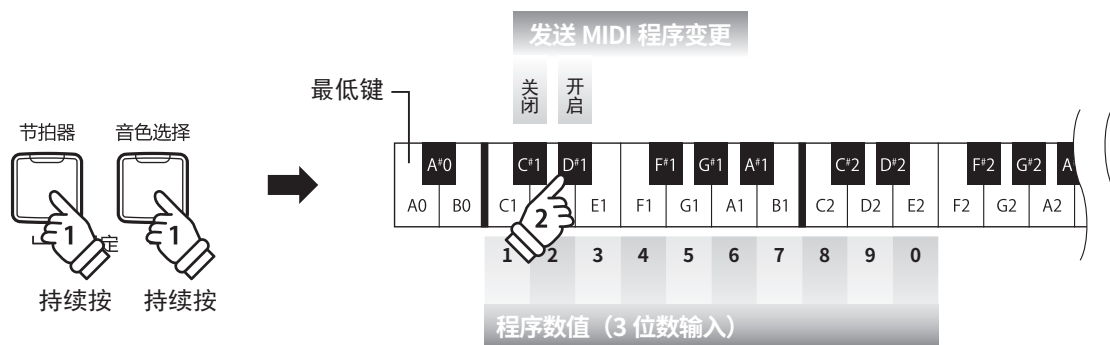 发送 MIDI 程序变更
关闭
开启
最低键
节拍器
音色选择
A#0
C#1
D#1
F#1
G#1
A#1
C#2
D#2
F#2
G#2
A
A0
B0
C1
E1
F1
G1
A1
B1
C2
D2
E2
F2
G2
A2
1
1
2
定
持续按
持续按
1
2
3
4
5
6
7
8
9
0
程序数值（3 位数输入）